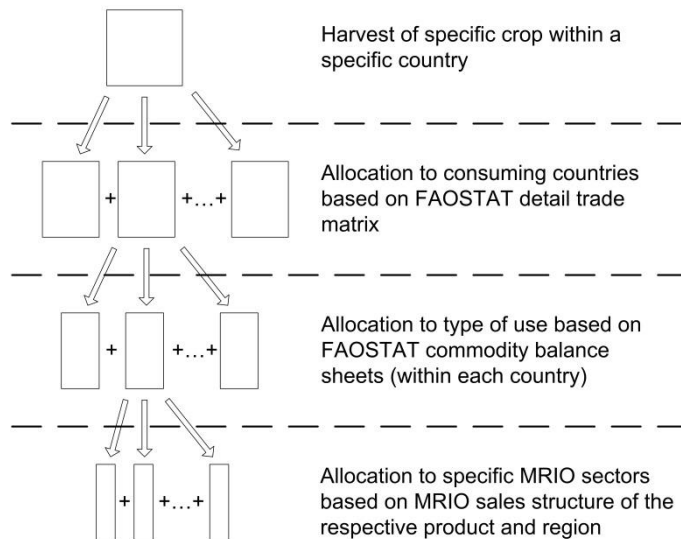 Harvest of specific crop within a
specific country
Allocation to consuming countries
based on FAOSTAT detail trade
matrix
+ +...+
Allocation to type of use based on
FAOSTAT commodity balance
sheets (within each country)
+ +...+
Allocation to specific MRIO sectors
based on MRIO sales structure of the
respective product and region
+ +...+